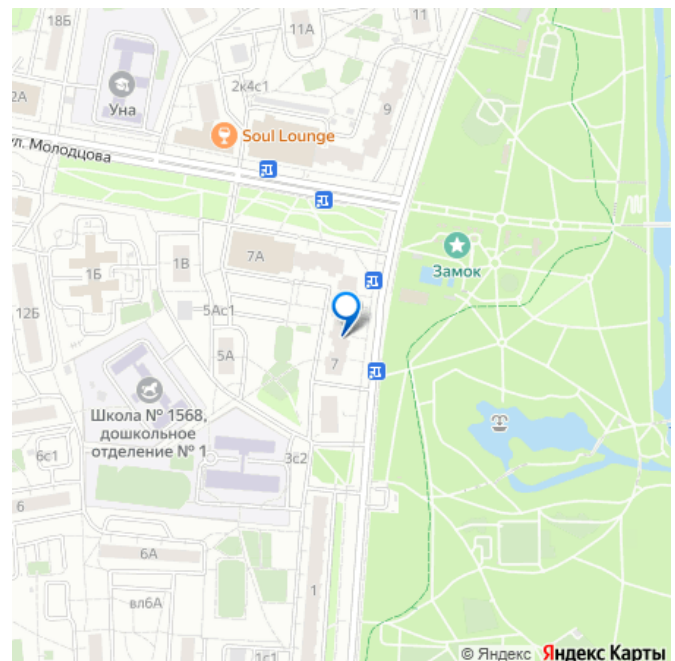 18Б
11А
11
2А
Уна
2к4с1
9
Soul Lounge
ул. Молодцова
7А
1В
1Б
Замок
12Б
5Ас1
5А
7
Школа № 1568,
дошкольное
отделение № 1
6с1
3с2
6
6А
1
вл6А
1с1
© Яндекс Яндекс Карты